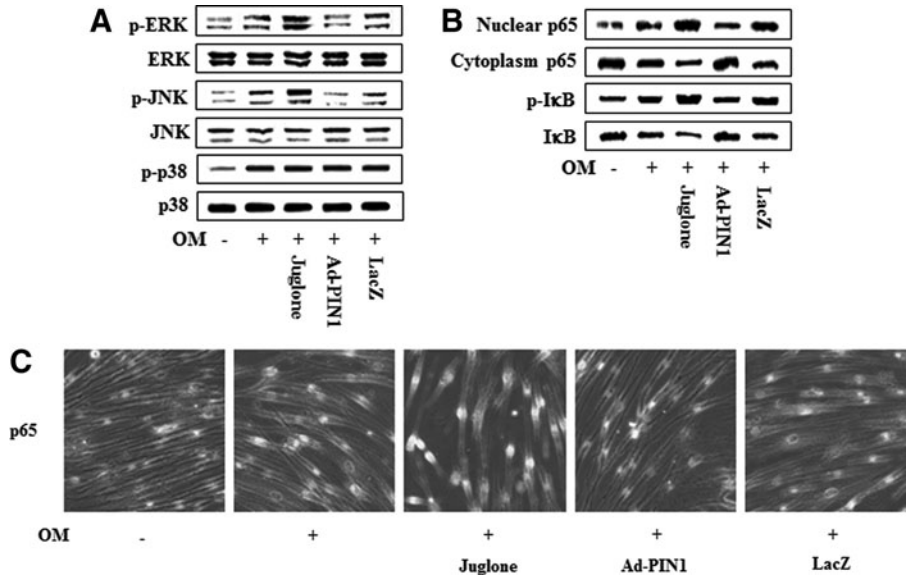 A
p-ERK
ERK
p-JNK
JNK
p-p38
p38
OM - + + + +
Juglone
Ad-PIN1
LacZ
B
Nuclear p65
Cytoplasm p65
p-IκB
IκB
OM - + + + +
Juglone
Ad-PIN1
LacZ
C
p65
OM - + + + +
Juglone Ad-PIN1 LacZ